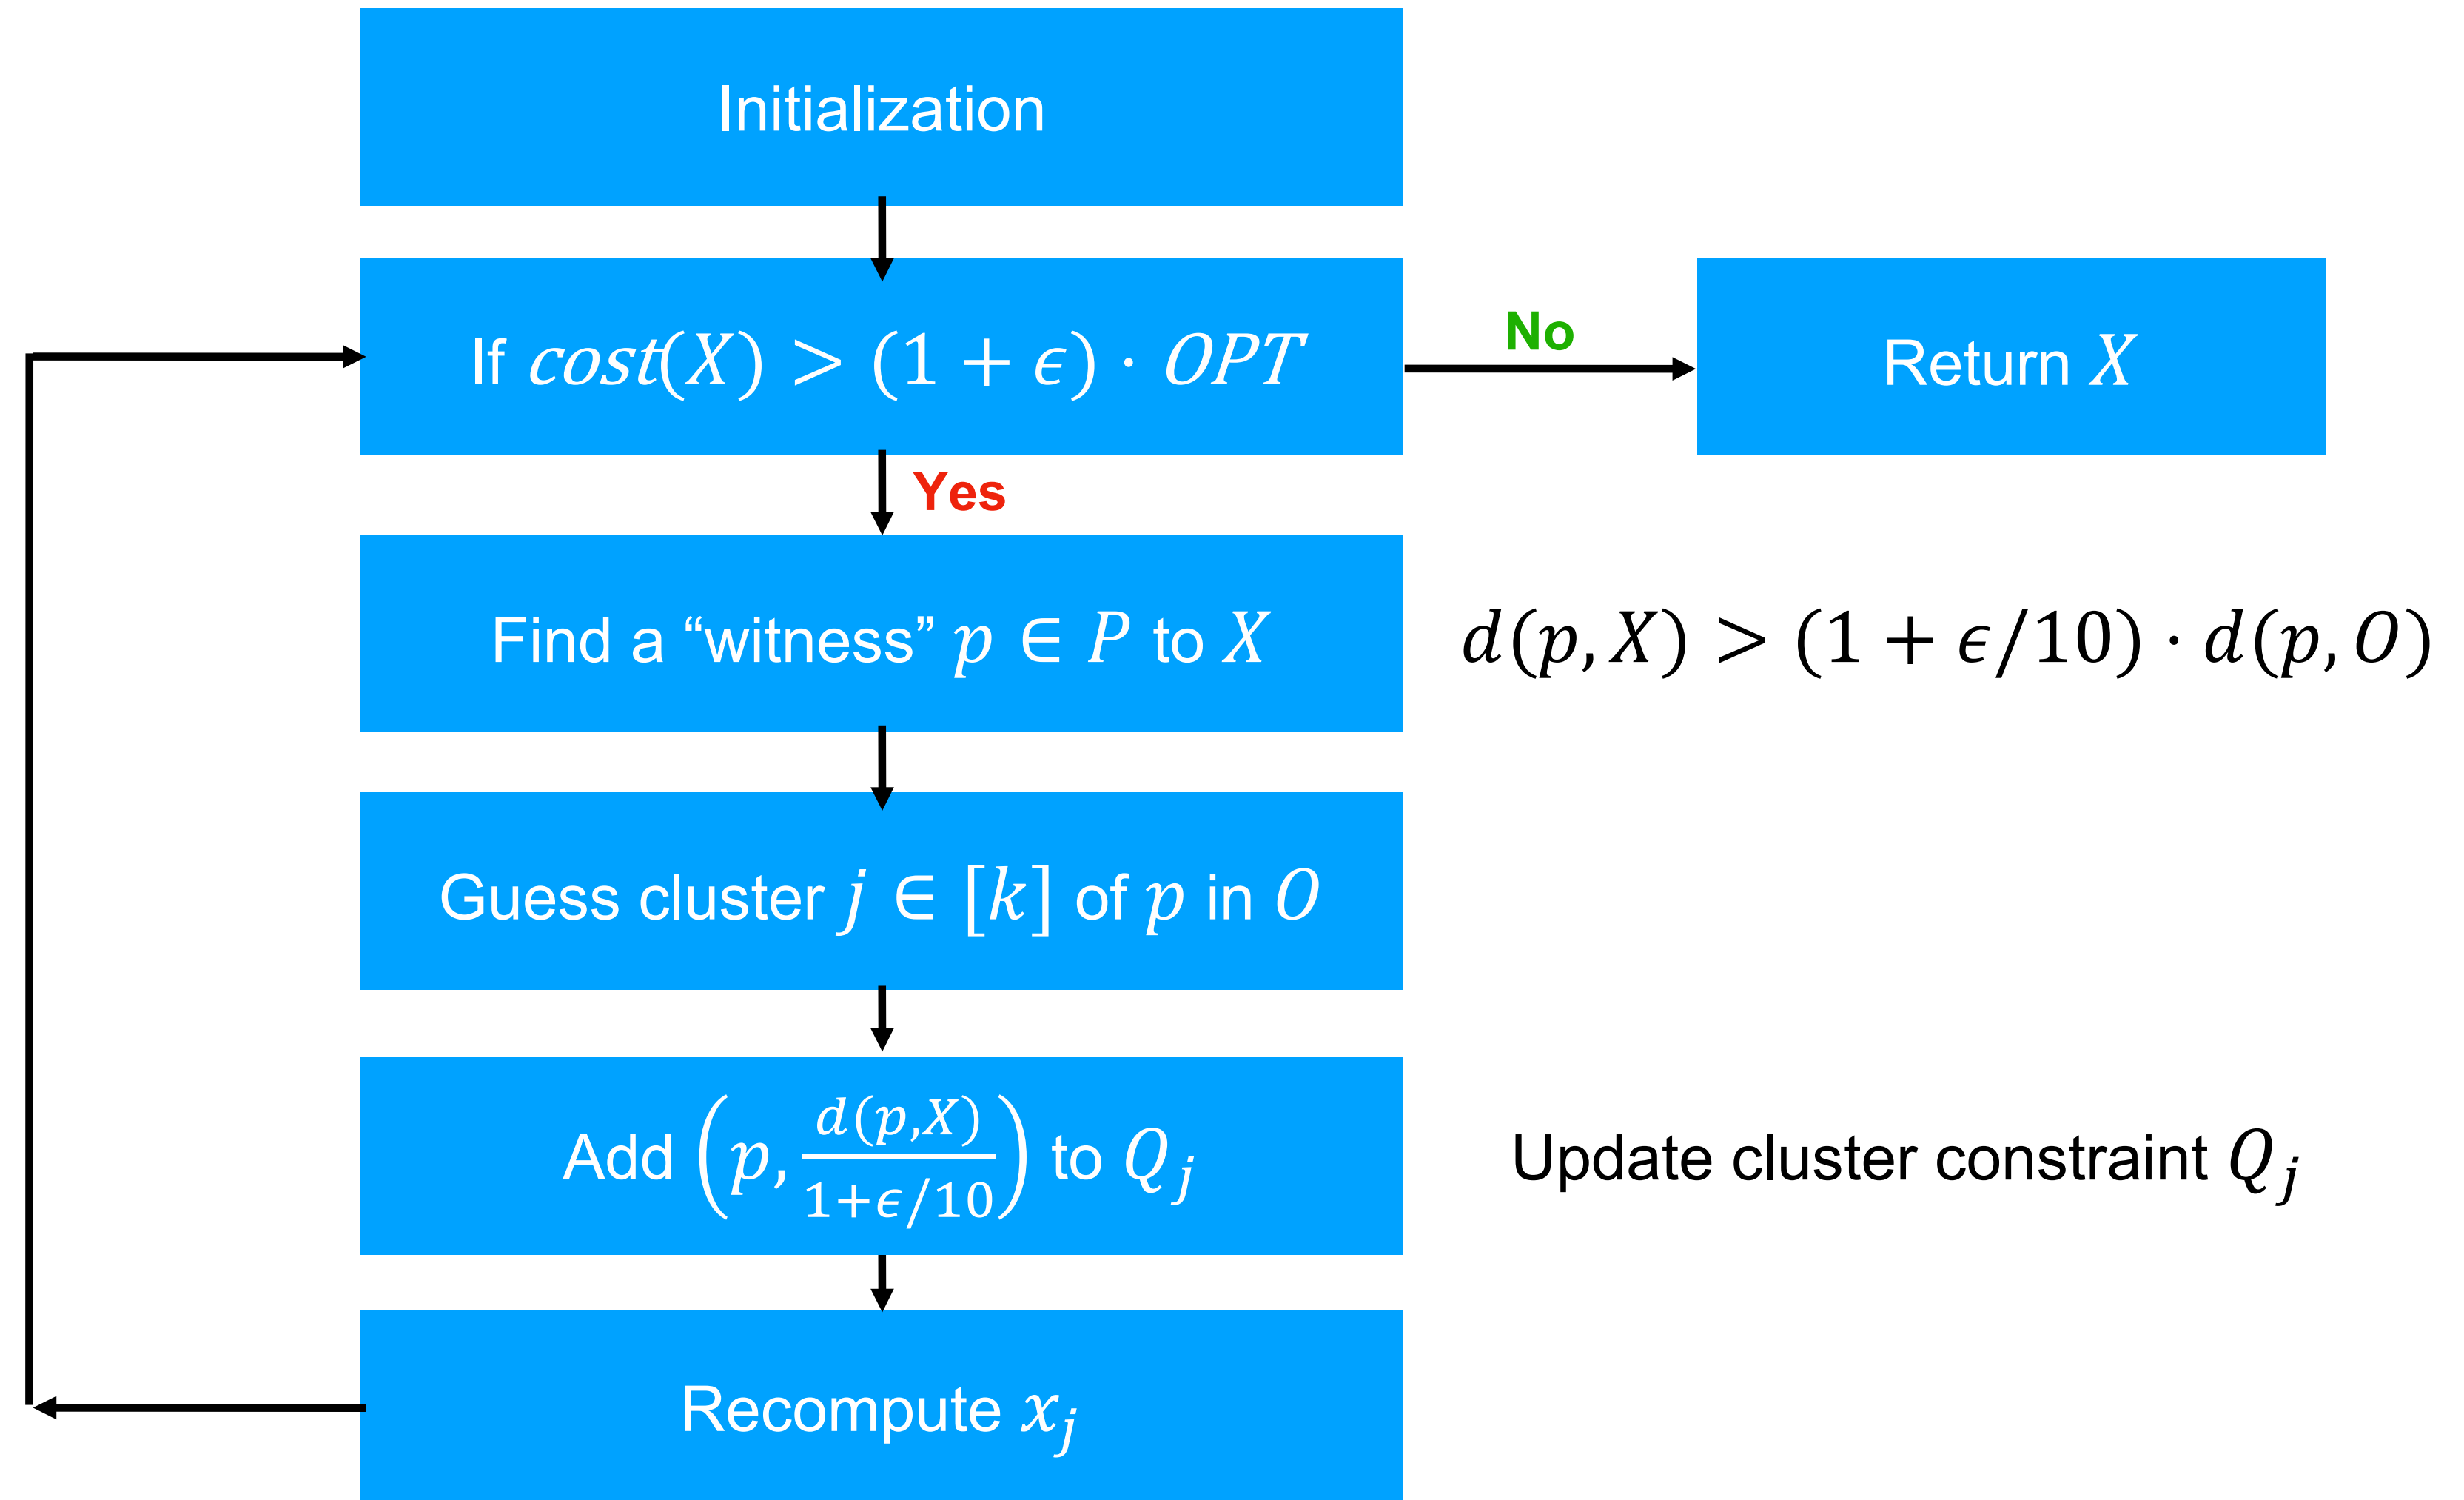 Initialization
If cost(X) > (1 + ϵ) · OPT
No
Return X
Yes
Find a “witness” p ∈ P to X
d(p, X) > (1 + ϵ/10) · d(p, O)
Guess cluster j ∈ [k] of p in O
Add (p, d(p,X) / 1+ϵ/10) to Q_j
Update cluster constraint Q_j
Recompute x_j